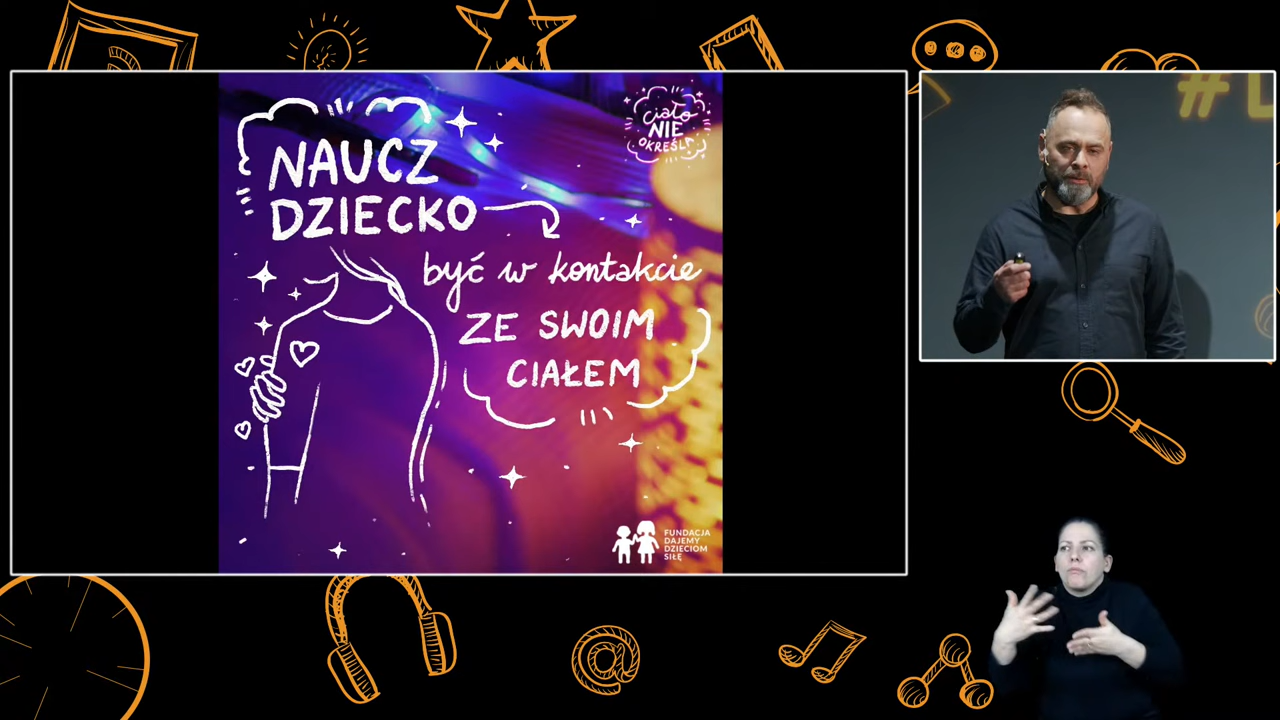 NAUCZ
DZIECKO
być w kontakcie
ZE SWOIM
CIAŁEM
ciało
NIE
OKREŚLA
FUNDACJA
DAJEMY
DZIECIOM
SIŁĘ
#